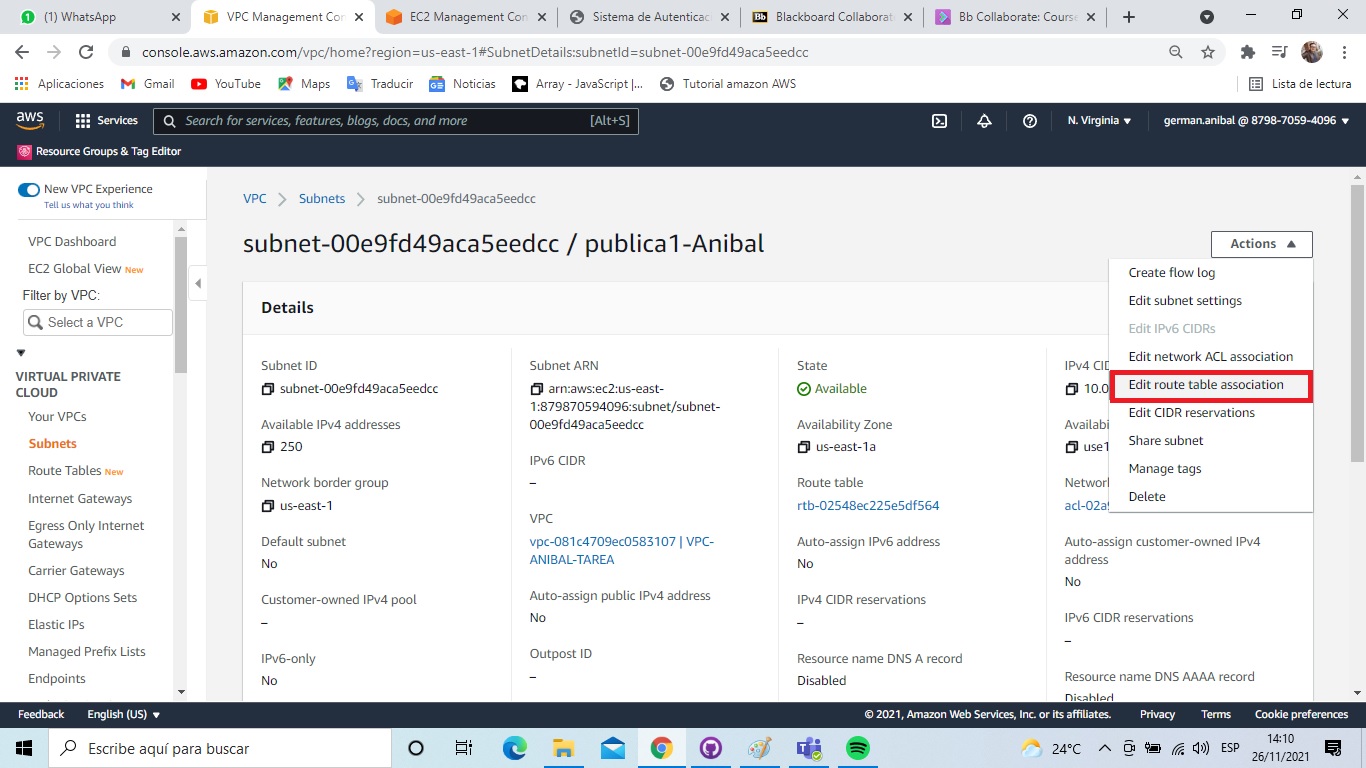 (1) WhatsApp
VPC Management Con
EC2 Management Con
Sistema de Autenticac
Bb
Blackboard Collaborat
Bb Collaborate: Course
console.aws.amazon.com/vpc/home?region=us-east-1#SubnetDetails:subnetId=subnet-00e9fd49aca5eedcc
Aplicaciones
Gmail
YouTube
Maps
Traducir
Noticias
Array - JavaScript |...
Tutorial amazon AWS
Lista de lectura
aws
Services
Search for services, features, blogs, docs, and more
[Alt+S]
N. Virginia
german.anibal @ 8798-7059-4096
Resource Groups & Tag Editor
New VPC Experience
Tell us what you think
VPC Dashboard
EC2 Global View New
Filter by VPC:
Select a VPC
VIRTUAL PRIVATE
CLOUD
Your VPCs
Subnets
Route Tables New
Internet Gateways
Egress Only Internet
Gateways
Carrier Gateways
DHCP Options Sets
Elastic IPs
Managed Prefix Lists
Endpoints
VPC
Subnets
subnet-00e9fd49aca5eedcc
subnet-00e9fd49aca5eedcc / publica1-Anibal
Actions
Create flow log
Edit subnet settings
Edit IPv6 CIDRs
Edit network ACL association
Edit route table association
Edit CIDR reservations
Share subnet
Manage tags
Delete
Details
Subnet ID
subnet-00e9fd49aca5eedcc
Available IPv4 addresses
250
Network border group
us-east-1
Default subnet
No
Customer-owned IPv4 pool
–
IPv6-only
No
Subnet ARN
arn:aws:ec2:us-east-
1:879870594096:subnet/subnet-
00e9fd49aca5eedcc
IPv6 CIDR
–
VPC
vpc-081c4709ec0583107 | VPC-
ANIBAL-TAREA
Auto-assign public IPv4 address
No
Outpost ID
–
State
Available
Availability Zone
us-east-1a
Route table
rtb-02548ec225e5df564
Auto-assign IPv6 address
No
IPv4 CIDR reservations
–
Resource name DNS A record
Disabled
IPv4 CID
10.0
Availabi
use1
Networ
acl-02a9
Auto-assign customer-owned IPv4
address
No
IPv6 CIDR reservations
–
Resource name DNS AAAA record
Disabled
Feedback
English (US)
© 2021, Amazon Web Services, Inc. or its affiliates.
Privacy
Terms
Cookie preferences
Escribe aquí para buscar
24°C
ESP
14:10
26/11/2021